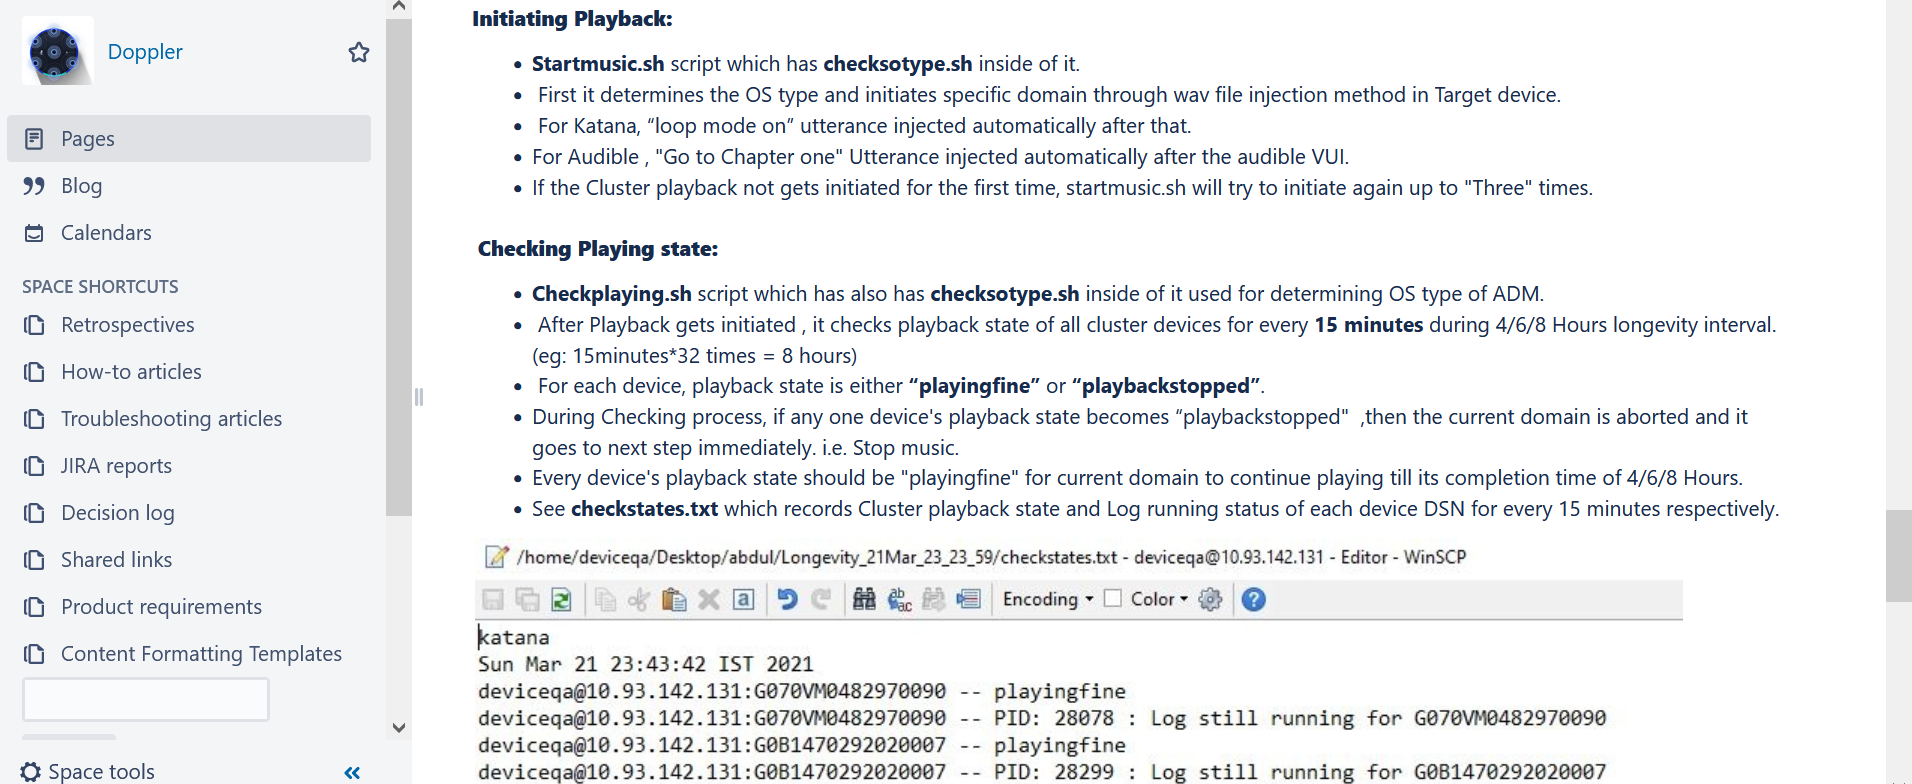 Doppler
Pages
Blog
Calendars
SPACE SHORTCUTS
Retrospectives
How-to articles
Troubleshooting articles
JIRA reports
Decision log
Shared links
Product requirements
Content Formatting Templates
Space tools
Initiating Playback:
Startmusic.sh script which has checksotype.sh inside of it.
First it determines the OS type and initiates specific domain through wav file injection method in Target device.
For Katana, “loop mode on” utterance injected automatically after that.
For Audible , "Go to Chapter one" Utterance injected automatically after the audible VUI.
If the Cluster playback not gets initiated for the first time, startmusic.sh will try to initiate again up to "Three" times.
Checking Playing state:
Checkplaying.sh script which has also has checksotype.sh inside of it used for determining OS type of ADM.
After Playback gets initiated , it checks playback state of all cluster devices for every 15 minutes during 4/6/8 Hours longevity interval.
(eg: 15minutes*32 times = 8 hours)
For each device, playback state is either “playingfine” or “playbackstopped”.
During Checking process, if any one device's playback state becomes “playbackstopped" ,then the current domain is aborted and it
goes to next step immediately. i.e. Stop music.
Every device's playback state should be "playingfine" for current domain to continue playing till its completion time of 4/6/8 Hours.
See checkstates.txt which records Cluster playback state and Log running status of each device DSN for every 15 minutes respectively.
/home/deviceqa/Desktop/abdul/Longevity_21Mar_23_23_59/checkstates.txt - deviceqa@10.93.142.131 - Editor - WinSCP
Encoding Color
katana
Sun Mar 21 23:43:42 IST 2021
deviceqa@10.93.142.131:G070VM0482970090 -- playingfine
deviceqa@10.93.142.131:G070VM0482970090 -- PID: 28078 : Log still running for G070VM0482970090
deviceqa@10.93.142.131:G0B1470292020007 -- playingfine
deviceqa@10.93.142.131:G0B1470292020007 -- PID: 28299 : Log still running for G0B1470292020007